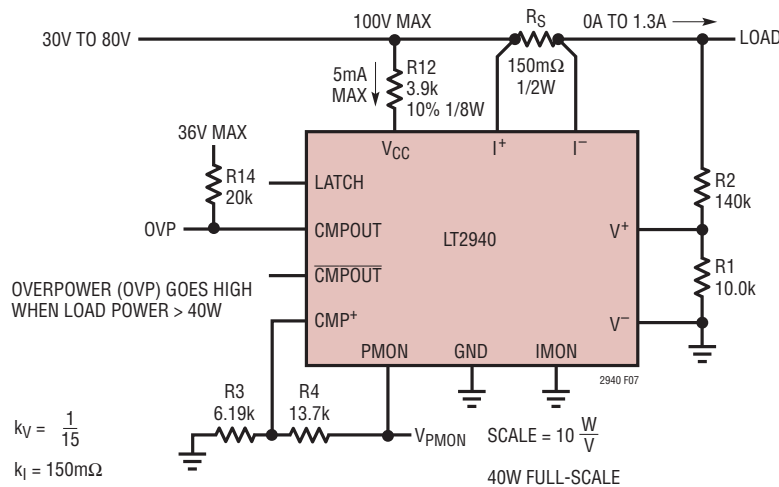 100V MAX
RS
0A TO 1.3A
30V TO 80V
LOAD
5mA
MAX
R12
3.9k
10% 1/8W
150mΩ
1/2W
36V MAX
VCC
I+
I−
R14
20k
LATCH
R2
140k
OVP
CMPOUT
LT2940
V+
CMPOUT
R1
10.0k
OVERPOWER (OVP) GOES HIGH
WHEN LOAD POWER > 40W
CMP+
V−
PMON
GND
IMON
2940 F07
R3
6.19k
R4
13.7k
kV = 1/15
VPMON
SCALE = 10 W/V
kI = 150mΩ
40W FULL-SCALE